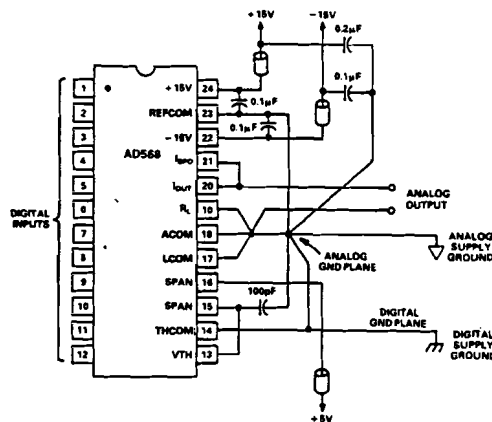 +15V
-15V
0.2µF
0.1µF
0.1µF
0.1µF
DIGITAL INPUTS
AD568
1
2
3
4
5
6
7
8
9
10
11
12
+15V 24
REFCOM 23
-15V 22
IBPO 21
IOUT 20
RL 19
ACOM 18
LCOM 17
SPAN 16
SPAN 15
THCOM 14
VTH 13
100pF
ANALOG OUTPUT
ANALOG GND PLANE
ANALOG SUPPLY GROUND
DIGITAL GND PLANE
DIGITAL SUPPLY GROUND
+5V